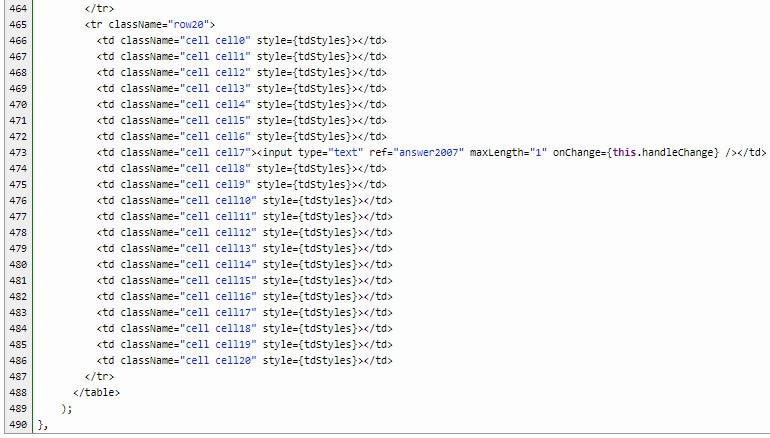 464         </tr>
465         <tr className="row20">
466           <td className="cell cell0" style={tdStyles}></td>
467           <td className="cell cell1" style={tdStyles}></td>
468           <td className="cell cell2" style={tdStyles}></td>
469           <td className="cell cell3" style={tdStyles}></td>
470           <td className="cell cell4" style={tdStyles}></td>
471           <td className="cell cell5" style={tdStyles}></td>
472           <td className="cell cell6" style={tdStyles}></td>
473           <td className="cell cell7"><input type="text" ref="answer2007" maxLength="1" onChange={this.handleChange} /></td>
474           <td className="cell cell8" style={tdStyles}></td>
475           <td className="cell cell9" style={tdStyles}></td>
476           <td className="cell cell10" style={tdStyles}></td>
477           <td className="cell cell11" style={tdStyles}></td>
478           <td className="cell cell12" style={tdStyles}></td>
479           <td className="cell cell13" style={tdStyles}></td>
480           <td className="cell cell14" style={tdStyles}></td>
481           <td className="cell cell15" style={tdStyles}></td>
482           <td className="cell cell16" style={tdStyles}></td>
483           <td className="cell cell17" style={tdStyles}></td>
484           <td className="cell cell18" style={tdStyles}></td>
485           <td className="cell cell19" style={tdStyles}></td>
486           <td className="cell cell20" style={tdStyles}></td>
487         </tr>
488       </table>
489     );
490 },